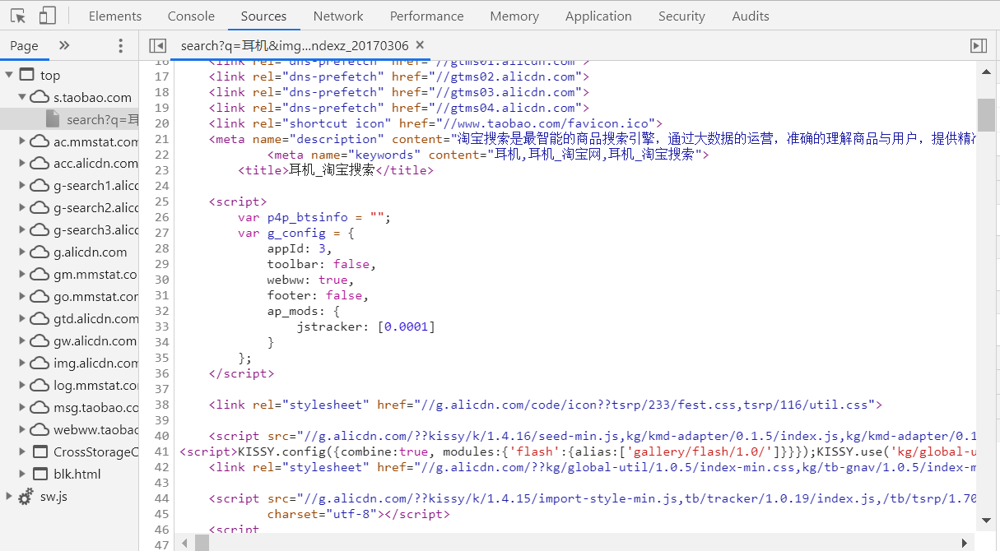 Elements Console Sources Network Performance Memory Application Security Audits
Page » search?q=耳机&img...ndexz_20170306 ×
top
s.taobao.com
search?q=耳
ac.mmstat.com
acc.alicdn.com
g-search1.alicd
g-search2.alicd
g-search3.alicd
g.alicdn.com
gm.mmstat.co
go.mmstat.cor
gtd.alicdn.com
gw.alicdn.com
img.alicdn.com
log.mmstat.co
msg.taobao.co
webww.taobao
CrossStorageC
blk.html
sw.js
16 <link rel="dns-prefetch" href="//gtms01.alicdn.com">
17 <link rel="dns-prefetch" href="//gtms02.alicdn.com">
18 <link rel="dns-prefetch" href="//gtms03.alicdn.com">
19 <link rel="dns-prefetch" href="//gtms04.alicdn.com">
20 <link rel="shortcut icon" href="//www.taobao.com/favicon.ico">
21 <meta name="description" content="淘宝搜索是最智能的商品搜索引擎，通过大数据的运营，准确的理解商品与用户，提供精准
22 <meta name="keywords" content="耳机,耳机_淘宝网,耳机_淘宝搜索">
23 <title>耳机_淘宝搜索</title>
24
25 <script>
26 var p4p_btsinfo = "";
27 var g_config = {
28 appId: 3,
29 toolbar: false,
30 webww: true,
31 footer: false,
32 ap_mods: {
33 jstracker: [0.0001]
34 }
35 };
36 </script>
37
38 <link rel="stylesheet" href="//g.alicdn.com/code/icon??tsrp/233/fest.css,tsrp/116/util.css">
39
40 <script src="//g.alicdn.com/??kissy/k/1.4.16/seed-min.js,kg/kmd-adapter/0.1.5/index.js,kg/kmd-adapter/0.1
41 <script>KISSY.config({combine:true, modules:{'flash':{alias:['gallery/flash/1.0/']}}});KISSY.use('kg/global-u
42 <link rel="stylesheet" href="//g.alicdn.com/??kg/global-util/1.0.5/index-min.css,kg/tb-gnav/1.0.5/index-m
43
44 <script src="//g.alicdn.com/??kissy/k/1.4.15/import-style-min.js,tb/tracker/1.0.19/index.js,/tb/tsrp/1.70
45 charset="utf-8"></script>
46 <script
47